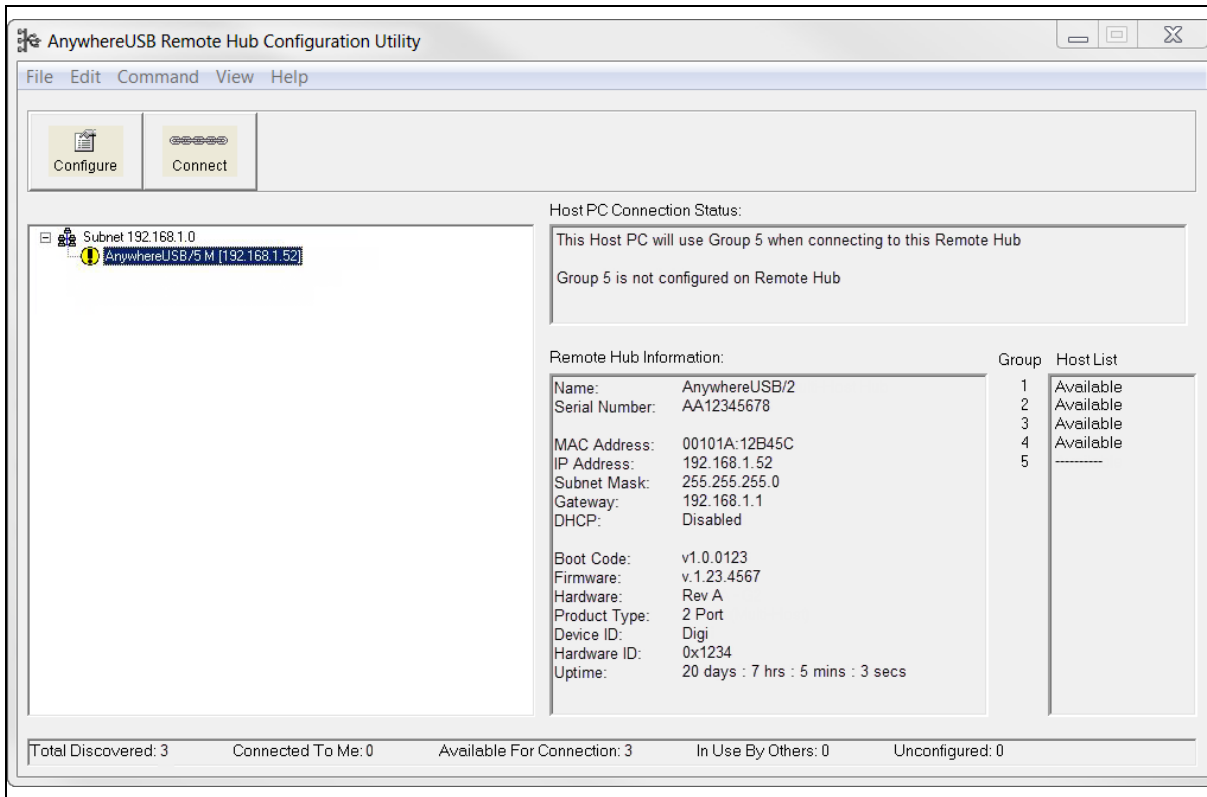 AnywhereUSB Remote Hub Configuration Utility
File Edit Command View Help
Configure
Connect
Subnet 192.168.1.0
AnywhereUSB/5 M [192.168.1.52]
Host PC Connection Status:
This Host PC will use Group 5 when connecting to this Remote Hub
Group 5 is not configured on Remote Hub
Remote Hub Information:
Name: AnywhereUSB/2
Serial Number: AA12345678
MAC Address: 00101A:12B45C
IP Address: 192.168.1.52
Subnet Mask: 255.255.255.0
Gateway: 192.168.1.1
DHCP: Disabled
Boot Code: v1.0.0123
Firmware: v.1.23.4567
Hardware: Rev A
Product Type: 2 Port
Device ID: Digi
Hardware ID: 0x1234
Uptime: 20 days : 7 hrs : 5 mins : 3 secs
Group Host List
1 Available
2 Available
3 Available
4 Available
5 ----------
Total Discovered: 3 Connected To Me: 0 Available For Connection: 3 In Use By Others: 0 Unconfigured: 0